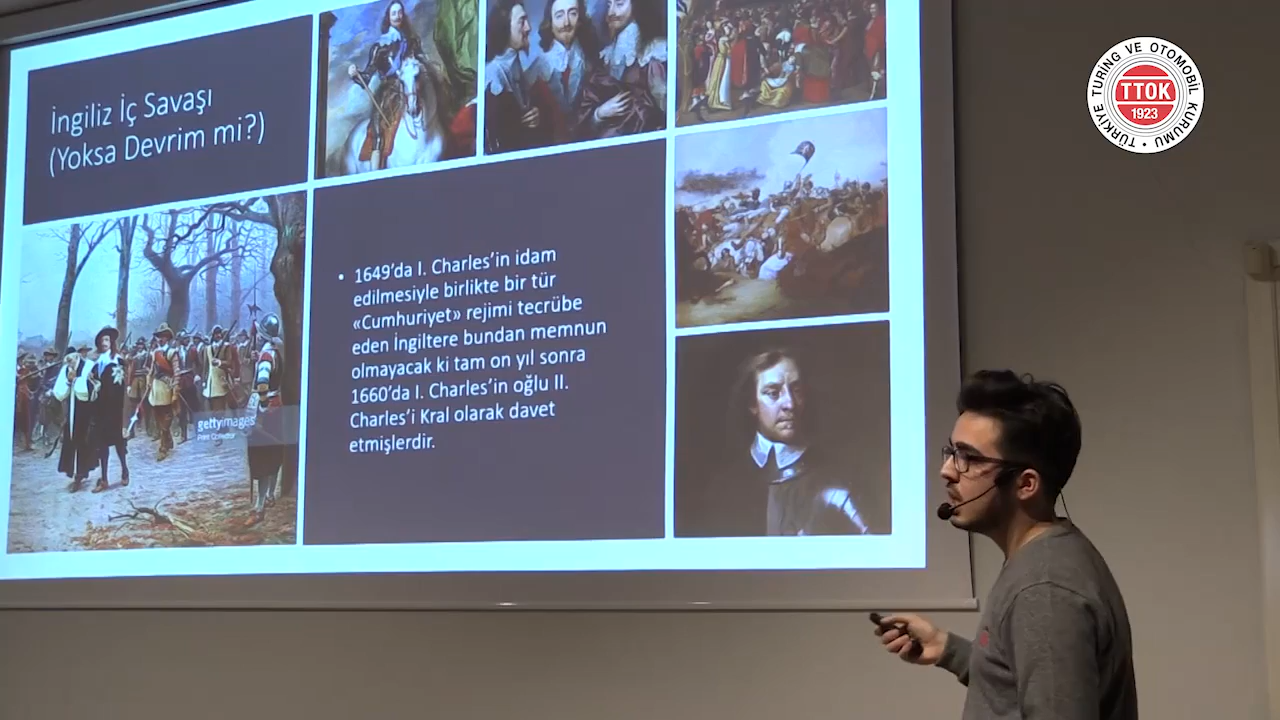 İngiliz İç Savaşı
(Yoksa Devrim mi?)
• 1649'da I. Charles'in idam
edilmesiyle birlikte bir tür
«Cumhuriyet» rejimi tecrübe
eden İngiltere bundan memnun
olmayacak ki tam on yıl sonra
1660'da I. Charles'in oğlu II.
Charles'i Kral olarak davet
etmişlerdir.
gettyimages
Print Collector
TÜRKİYE TURİNG VE OTOMOBİL KURUMU •
TTOK
1923